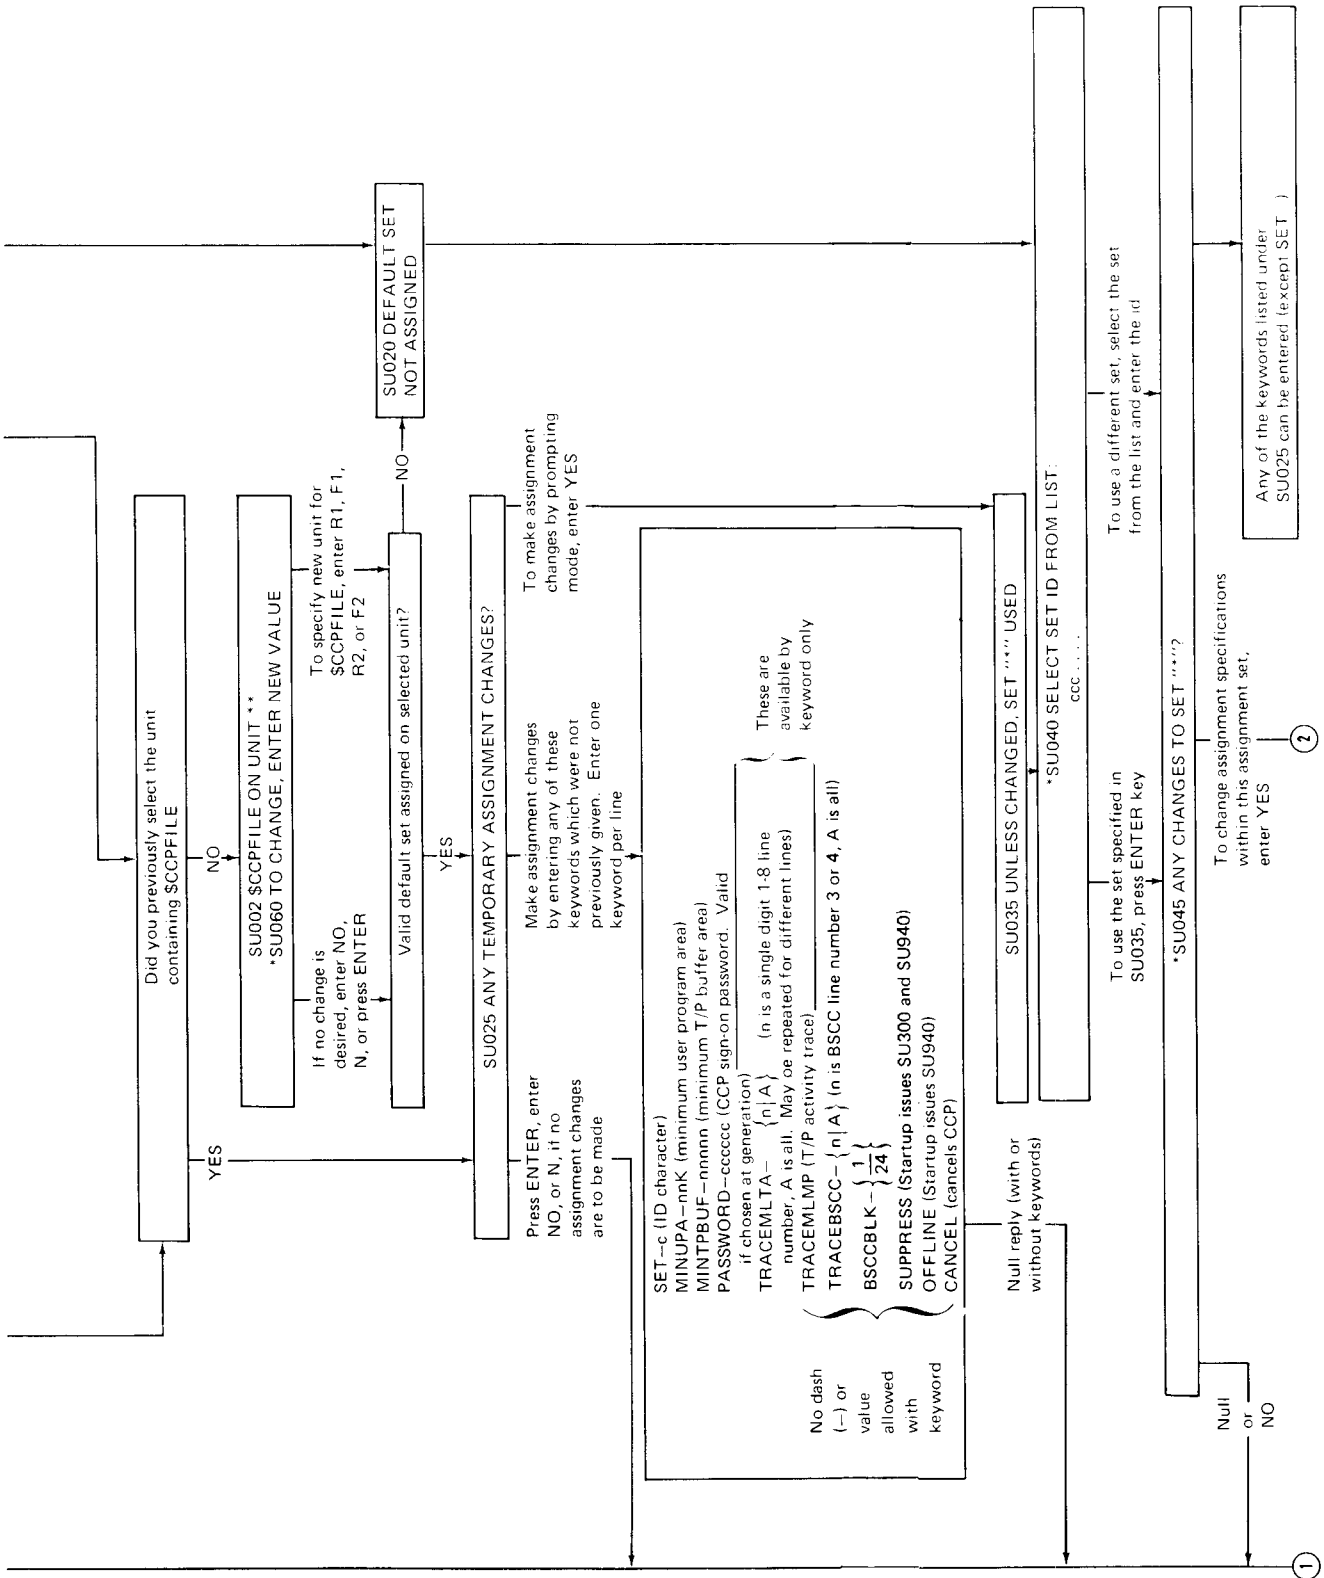 Did you previously select the unit
containing $CCPFILE
YES
NO
SU002 $CCPFILE ON UNIT **
*SU060 TO CHANGE, ENTER NEW VALUE
If no change is
desired, enter NO,
N, or press ENTER
To specify new unit for
$CCPFILE, enter R1, F1,
R2, or F2
Valid default set assigned on selected unit?
NO
SU020 DEFAULT SET
NOT ASSIGNED
YES
SU025 ANY TEMPORARY ASSIGNMENT CHANGES?
Press ENTER, enter
NO, or N, if no
assignment changes
are to be made
Make assignment changes
by entering any of these
keywords which were not
previously given. Enter one
keyword per line
To make assignment
changes by prompting
mode, enter YES
SET–c (ID character)
MINUPA–nnK (minimum user program area)
MINTPBUF–nnnnn (minimum T/P buffer area)
PASSWORD–cccccc (CCP sign-on password. Valid
if chosen at generation)
TRACEMLTA– {n|A} (n is a single digit 1-8 line
number, A is all. May be repeated for different lines)
TRACEMLMP (T/P activity trace)
These are
available by
keyword only
TRACEBSCC–{n|A} (n is BSCC line number 3 or 4, A is all)
BSCCBLK–{1/24}
SUPPRESS (Startup issues SU300 and SU940)
OFFLINE (Startup issues SU940)
CANCEL (cancels CCP)
No dash
(–) or
value
allowed
with
keyword
Null reply (with or
without keywords)
SU035 UNLESS CHANGED, SET "*" USED
*SU040 SELECT SET ID FROM LIST:
ccc . . . .
To use the set specified in
SU035, press ENTER key
To use a different set, select the set
from the list and enter the id
*SU045 ANY CHANGES TO SET "*"?
Null
or
NO
To change assignment specifications
within this assignment set,
enter YES
Any of the keywords listed under
SU025 can be entered (except SET )
1
2